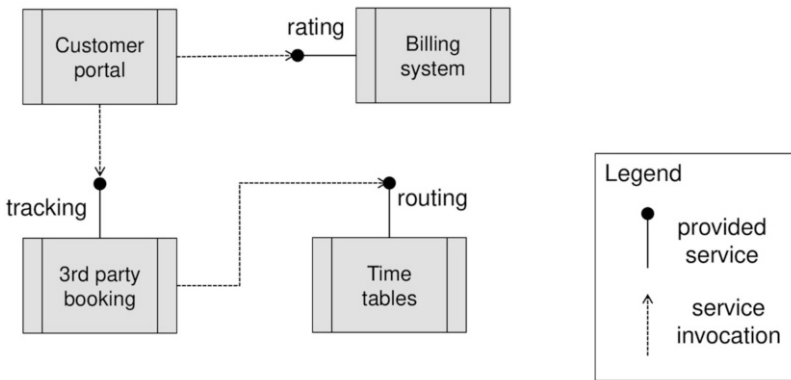 rating
Customer
portal
Billing
system
tracking
routing
3rd party
booking
Time
tables
Legend
provided
service
service
invocation